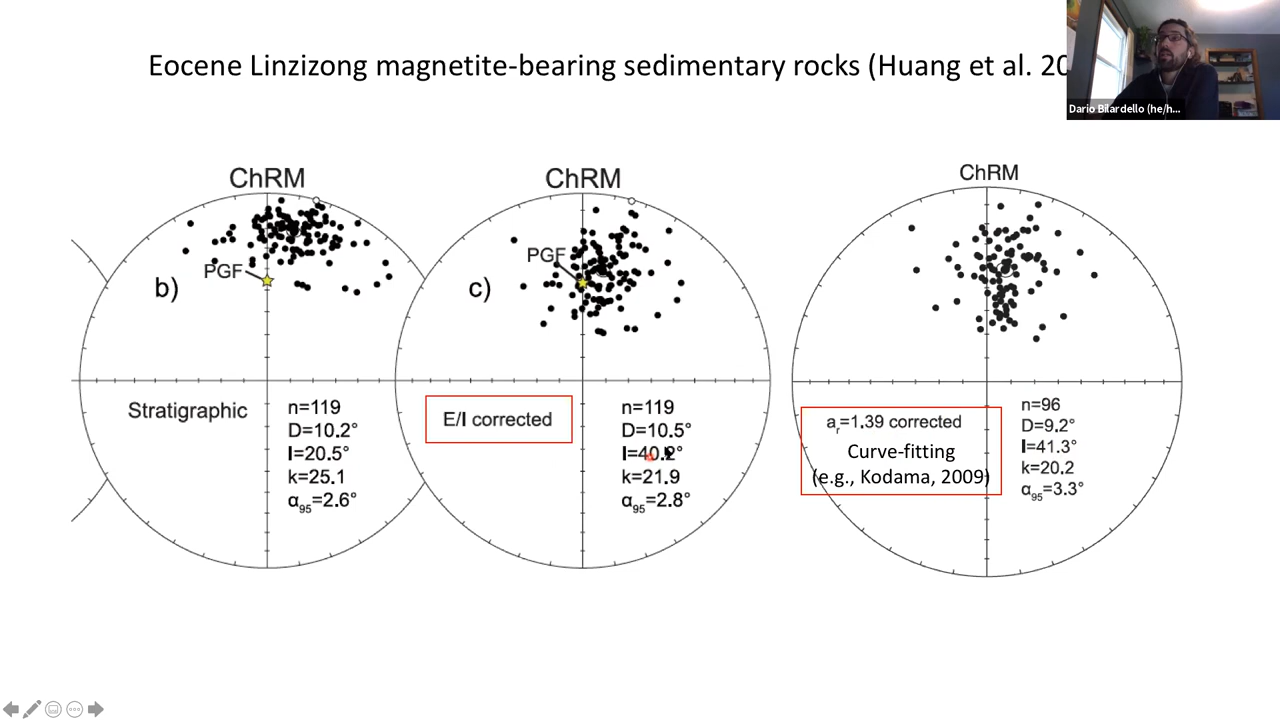 Eocene Linzizong magnetite-bearing sedimentary rocks (Huang et al. 20
Dario Bilardello (he/h...
ChRM
PGF
b)
Stratigraphic
n=119
D=10.2°
I=20.5°
k=25.1
α95=2.6°
ChRM
PGF
c)
E/I corrected
n=119
D=10.5°
I=40.2°
k=21.9
α95=2.8°
ChRM
ar=1.39 corrected
Curve-fitting
(e.g., Kodama, 2009)
n=96
D=9.2°
I=41.3°
k=20.2
α95=3.3°